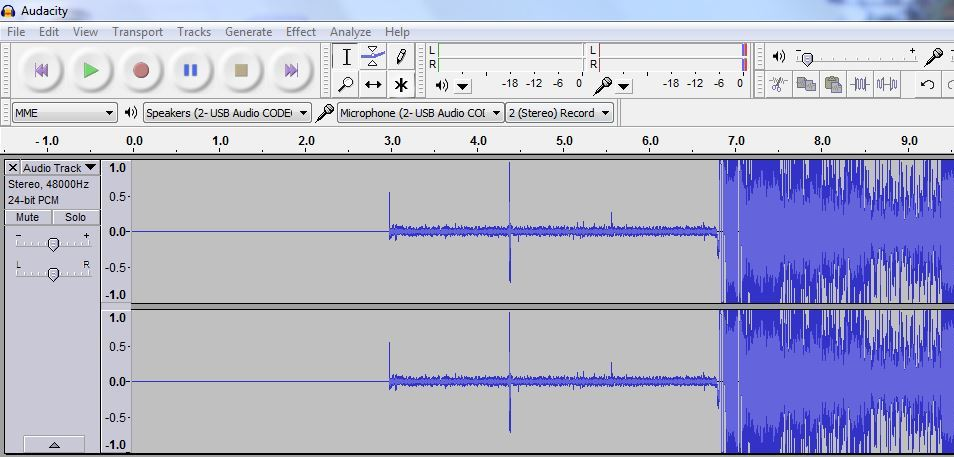 Audacity
File Edit View Transport Tracks Generate Effect Analyze Help
L
R
-18 -12 -6 0
L
R
-18 -12 -6 0
- +
MME
Speakers (2- USB Audio CODE
Microphone (2- USB Audio COI
2 (Stereo) Record
-1.0 0.0 1.0 2.0 3.0 4.0 5.0 6.0 7.0 8.0 9.0
Audio Track
Stereo, 48000Hz
24-bit PCM
Mute Solo
- +
L R
1.0
0.5
0.0
-0.5
-1.0
1.0
0.5
0.0
-0.5
-1.0